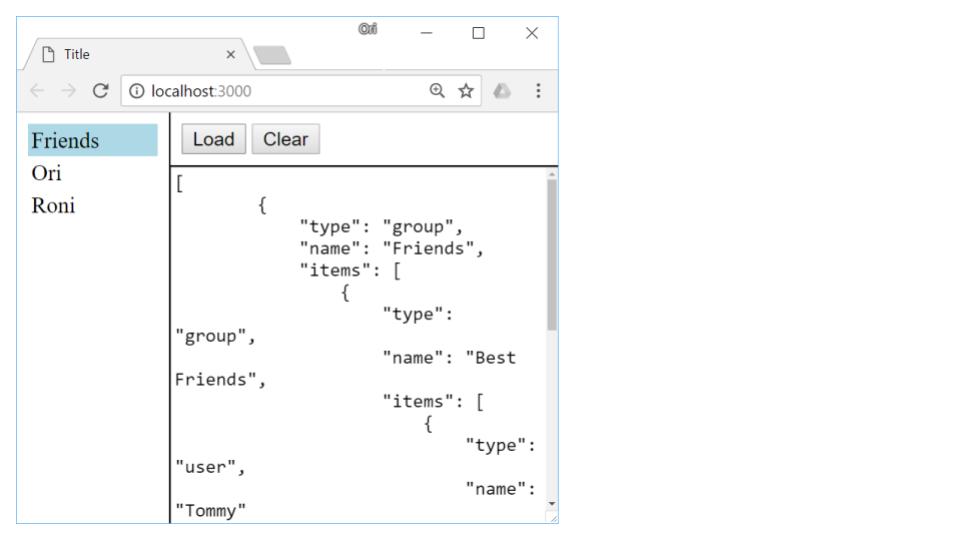 Ori
Title
localhost:3000
Friends
Ori
Roni
Load Clear
[
{
"type": "group",
"name": "Friends",
"items": [
{
"type":
"group",
"name": "Best
Friends",
"items": [
{
"type":
"user",
"name":
"Tommy"